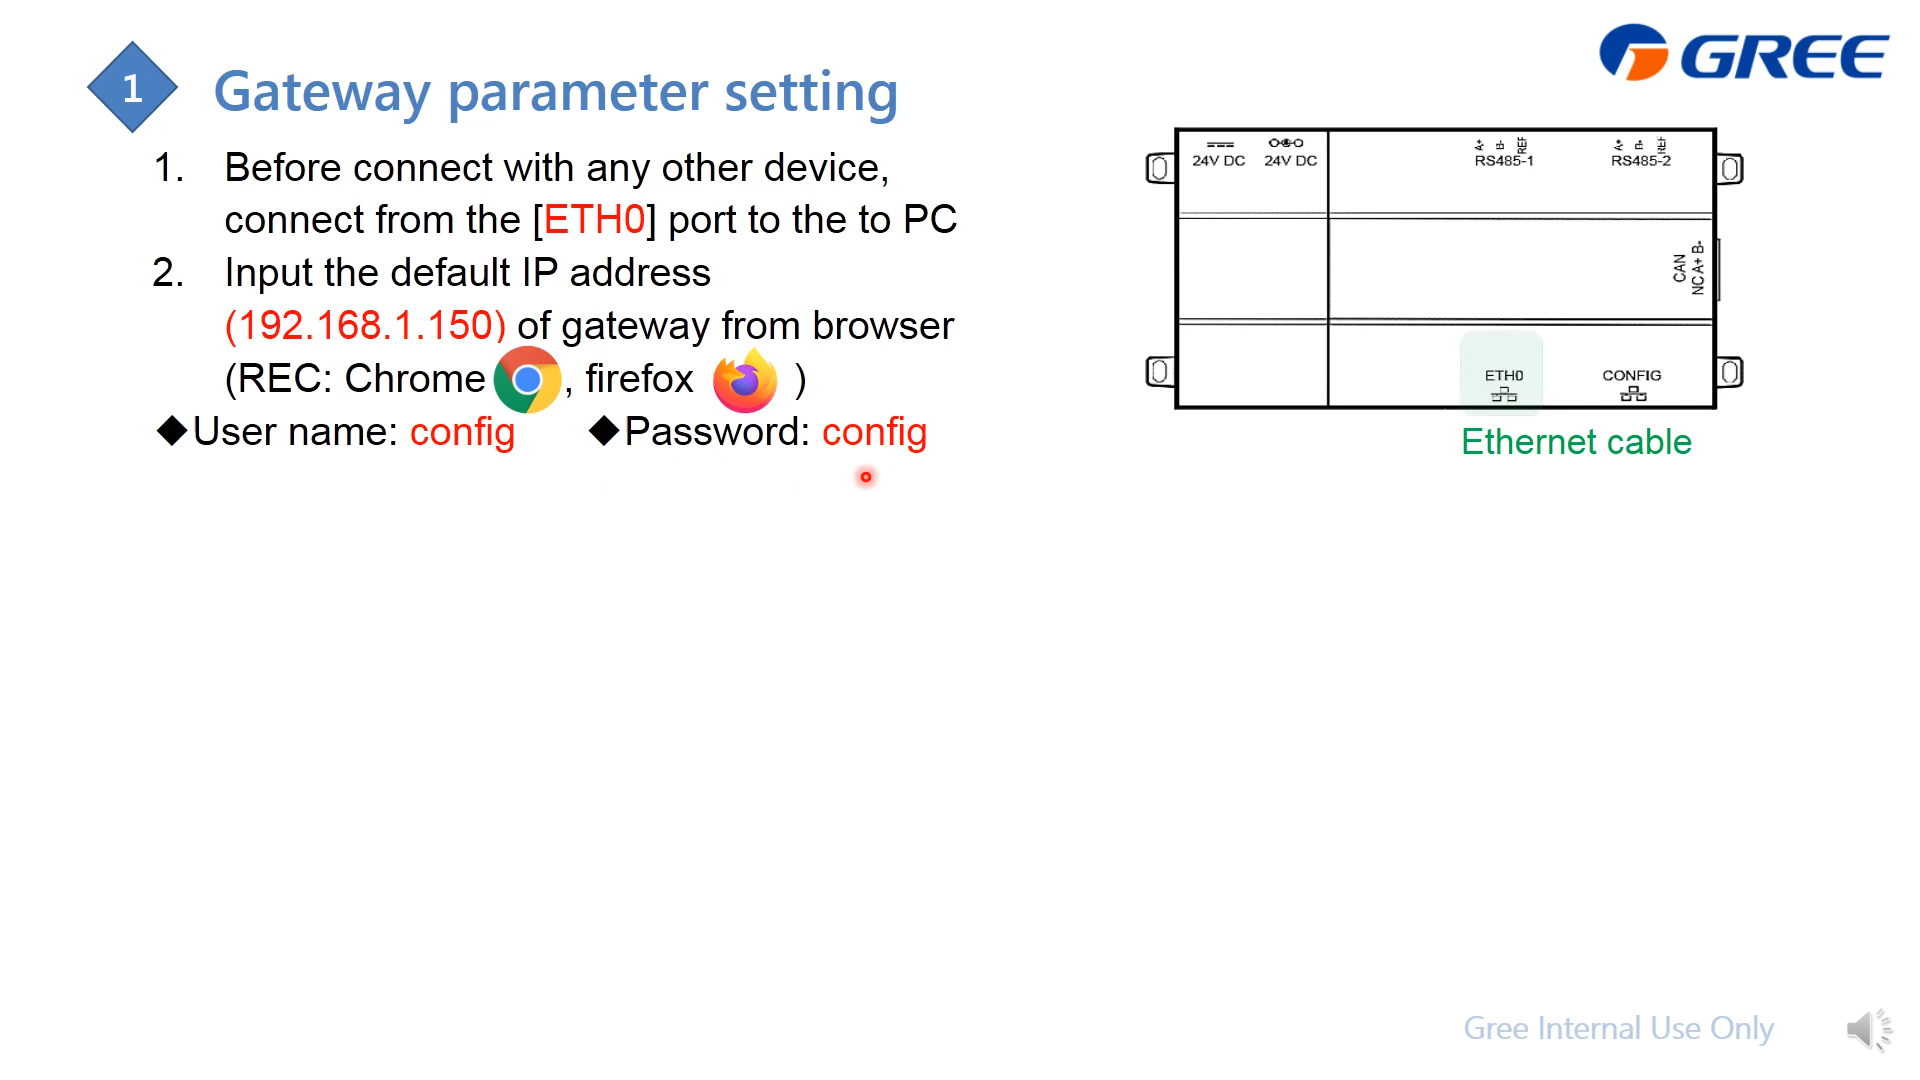 GREE
1 Gateway parameter setting
1. Before connect with any other device,
connect from the [ETH0] port to the to PC
2. Input the default IP address
(192.168.1.150) of gateway from browser
(REC: Chrome , firefox )
◆User name: config ◆Password: config
24V DC 24V DC
A+ B- REF
RS485-1
A+ B- REF
RS485-2
CAN
NC A+ B-
ETH0 CONFIG
Ethernet cable
Gree Internal Use Only